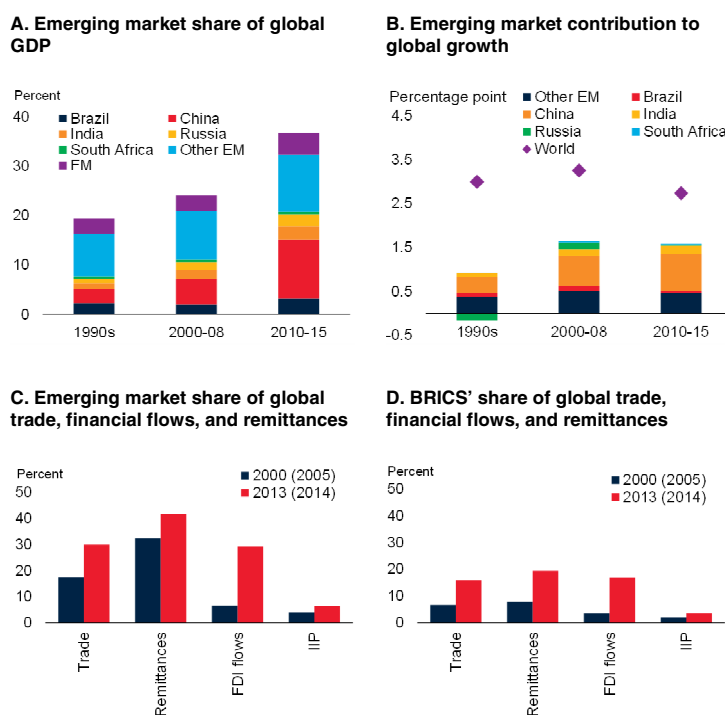 A. Emerging market share of global
GDP
Percent
40
30
20
10
0
Brazil
China
India
Russia
South Africa
Other EM
FM
1990s
2000-08
2010-15
B. Emerging market contribution to
global growth
Percentage point
4.5
3.5
2.5
1.5
0.5
-0.5
Other EM
Brazil
China
India
Russia
South Africa
World
1990s
2000-08
2010-15
C. Emerging market share of global
trade, financial flows, and remittances
Percent
50
40
30
20
10
0
2000 (2005)
2013 (2014)
Trade
Remittances
FDI flows
IIP
D. BRICS’ share of global trade,
financial flows, and remittances
Percent
50
40
30
20
10
0
2000 (2005)
2013 (2014)
Trade
Remittances
FDI flows
IIP